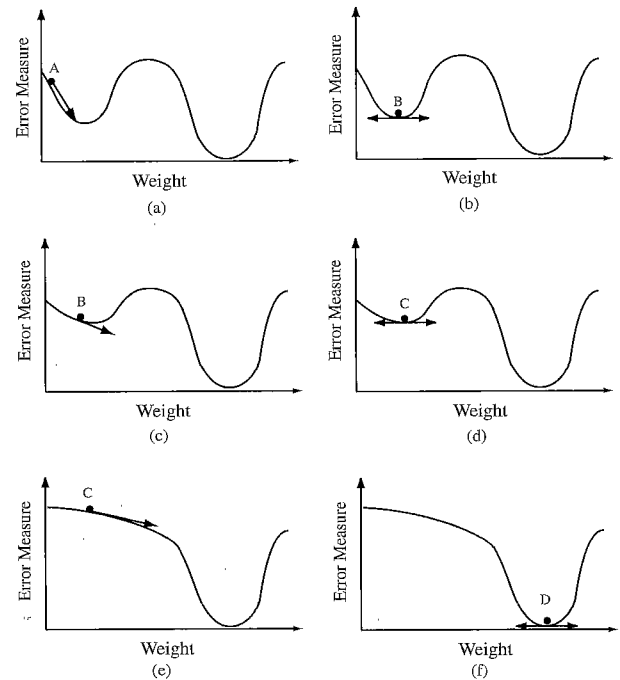 Error Measure
A
Weight
(a)
Error Measure
B
Weight
(b)
Error Measure
B
Weight
(c)
Error Measure
C
Weight
(d)
Error Measure
C
Weight
(e)
Error Measure
D
Weight
(f)